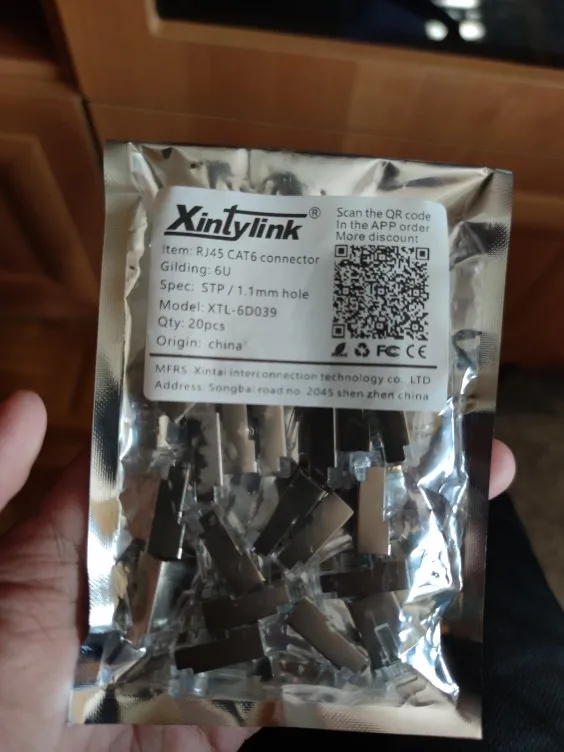 Xintylink®
Item: RJ45 CAT6 connector
Gilding: 6U
Spec: STP / 1.1mm hole
Model: XTL-6D039
Qty: 20pcs
Origin: china
Scan the QR code
In the APP order
More discount
FC CE
MFRS Xintai interconnection technology co. LTD
Address: Songbai road no. 2045 shen zhen china